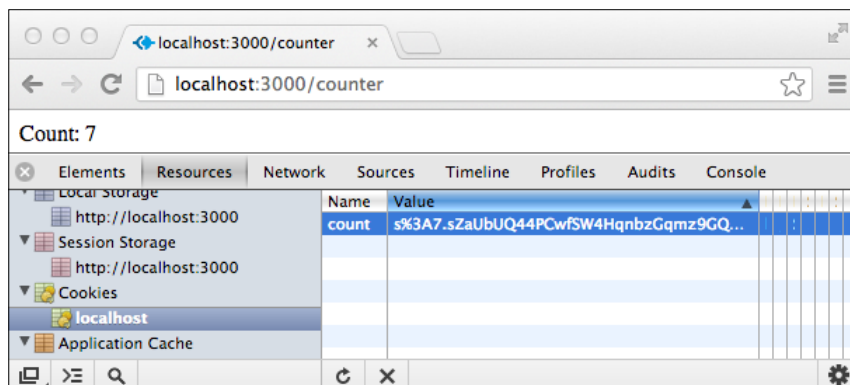 localhost:3000/counter
localhost:3000/counter
Count: 7
Elements Resources Network Sources Timeline Profiles Audits Console
Local Storage
http://localhost:3000
Session Storage
http://localhost:3000
Cookies
localhost
Application Cache
Name Value
count s%3A7.sZaUbUQ44PCwfSW4HqnbzGqmz9GQ...